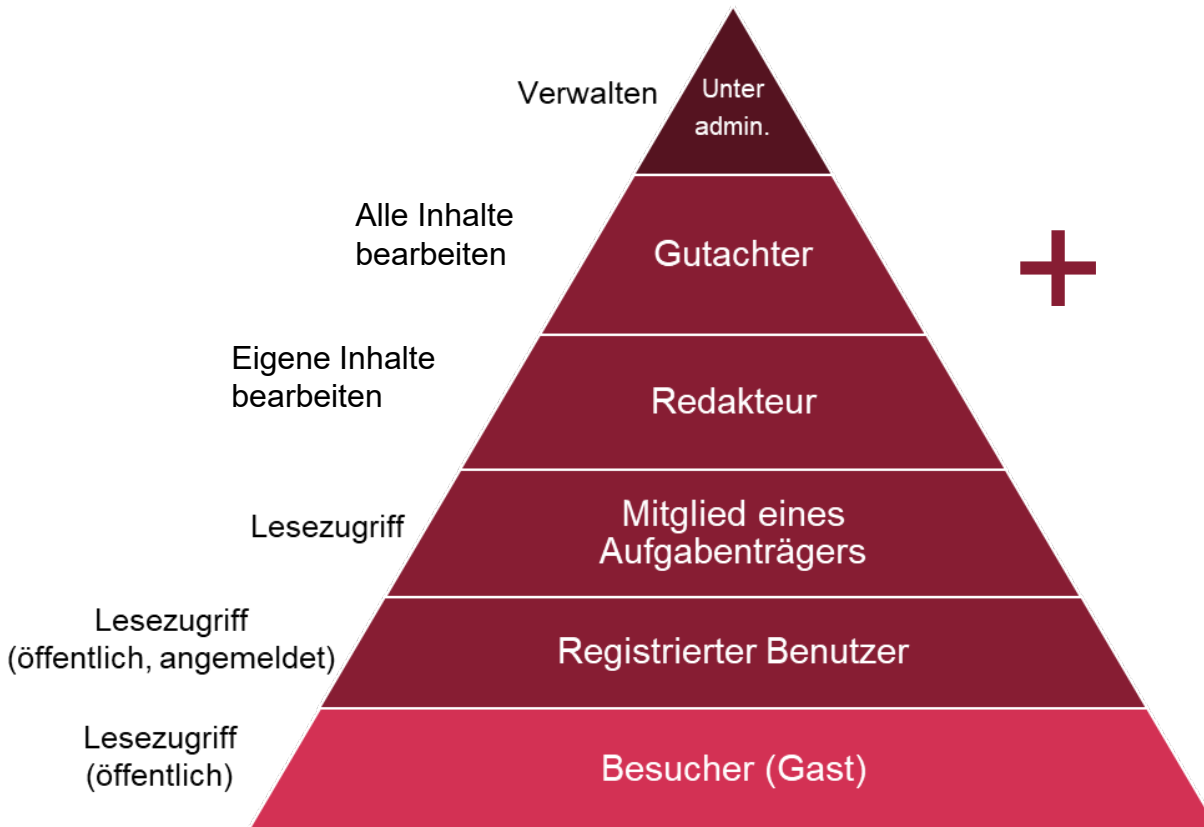 Verwalten
Unter
admin.
Alle Inhalte
bearbeiten
Gutachter
Eigene Inhalte
bearbeiten
Redakteur
Lesezugriff
Mitglied eines
Aufgabenträgers
Lesezugriff
(öffentlich, angemeldet)
Registrierter Benutzer
Lesezugriff
(öffentlich)
Besucher (Gast)